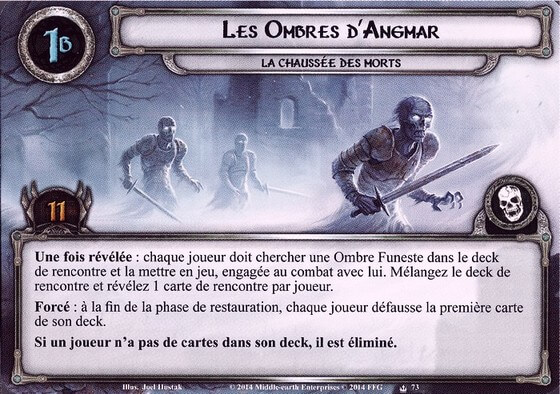 1B
Les Ombres d'Angmar
La Chaussée des Morts
11
Une fois révélée : chaque joueur doit chercher une Ombre Funeste dans le deck
de rencontre et la mettre en jeu, engagée au combat avec lui. Mélangez le deck de
rencontre et révélez 1 carte de rencontre par joueur.
Forcé : à la fin de la phase de restauration, chaque joueur défausse la première carte
de son deck.
Si un joueur n'a pas de cartes dans son deck, il est éliminé.
Illus. Joel Hustak © 2014 Middle-earth Enterprises © 2014 FFG 73